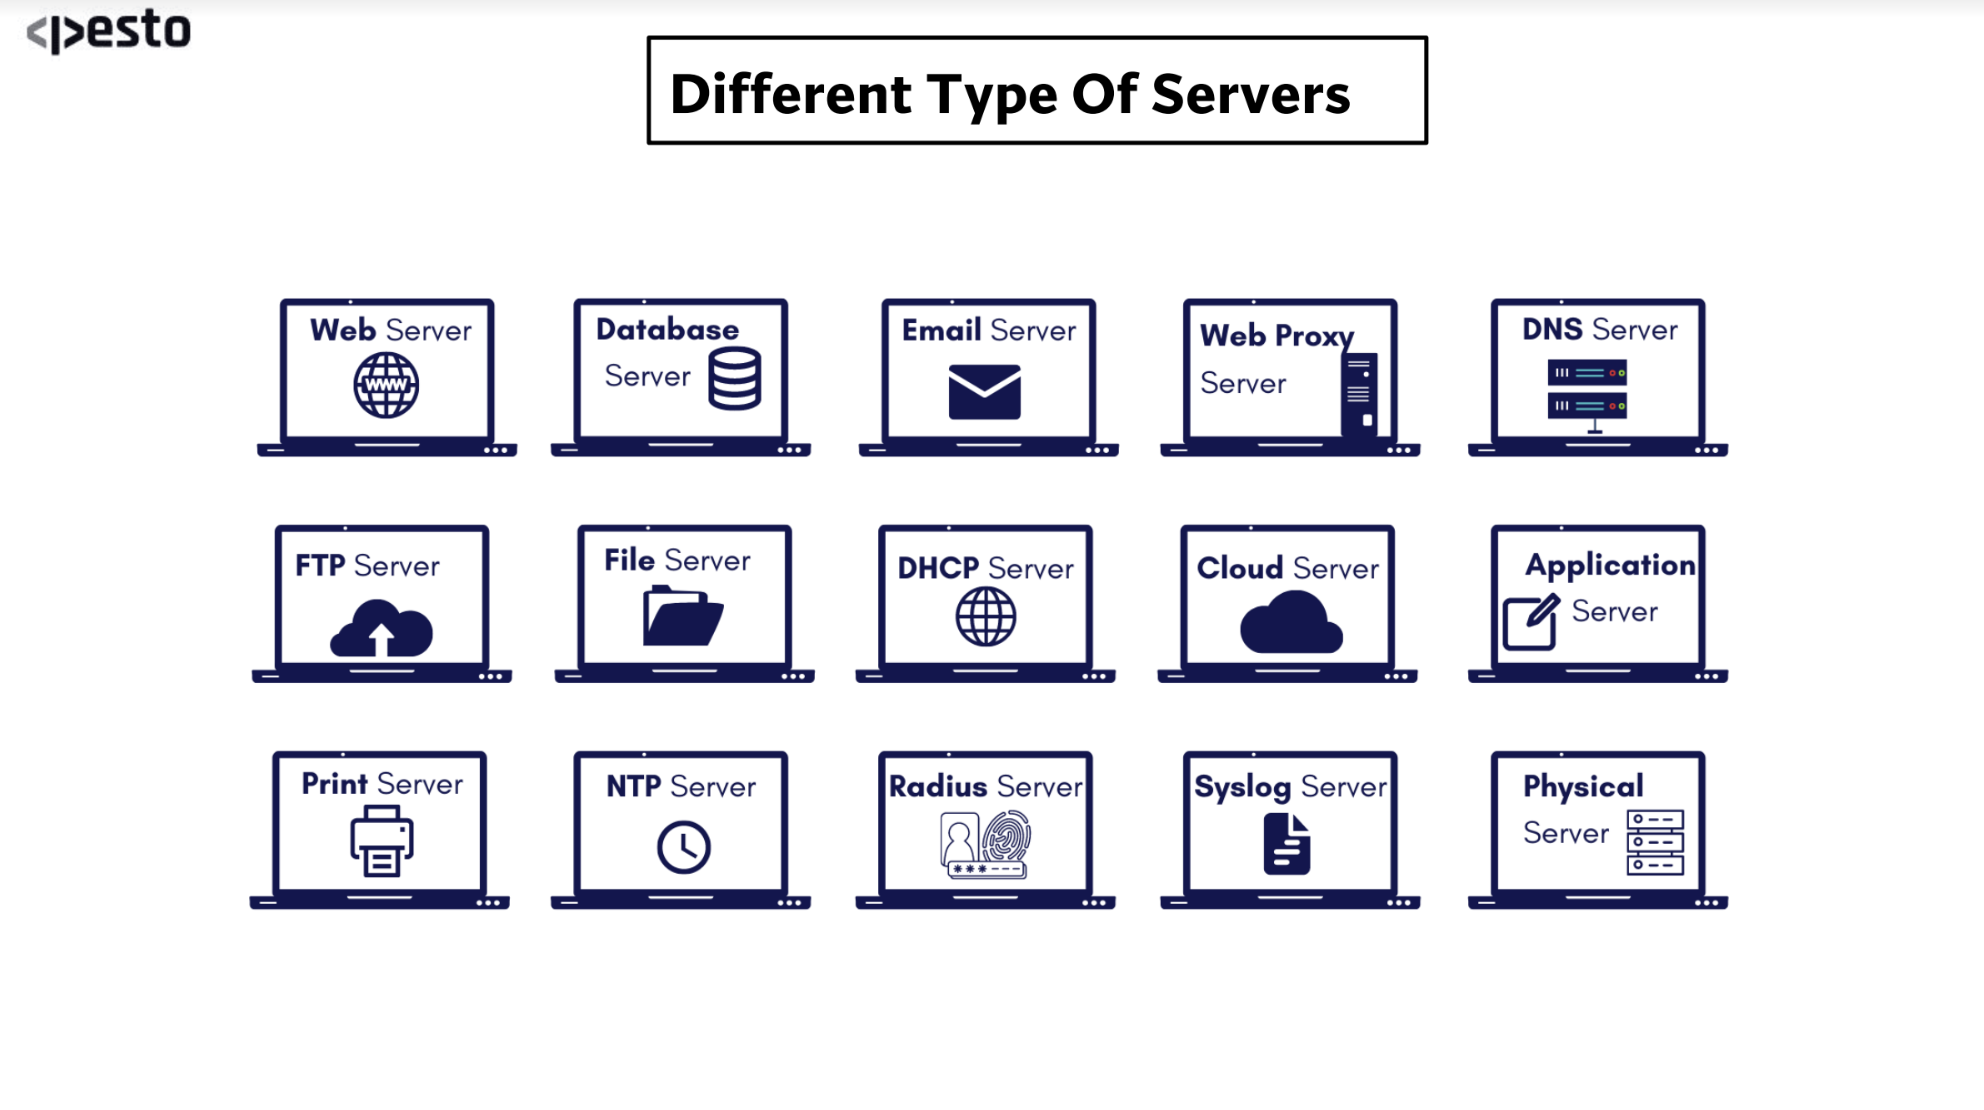 <|>esto
Different Type Of Servers
Web Server
WWW
Database
Server
Email Server
Web Proxy
Server
DNS Server
FTP Server
File Server
DHCP Server
Cloud Server
Application
Server
Print Server
NTP Server
Radius Server
***---
Syslog Server
Physical
Server